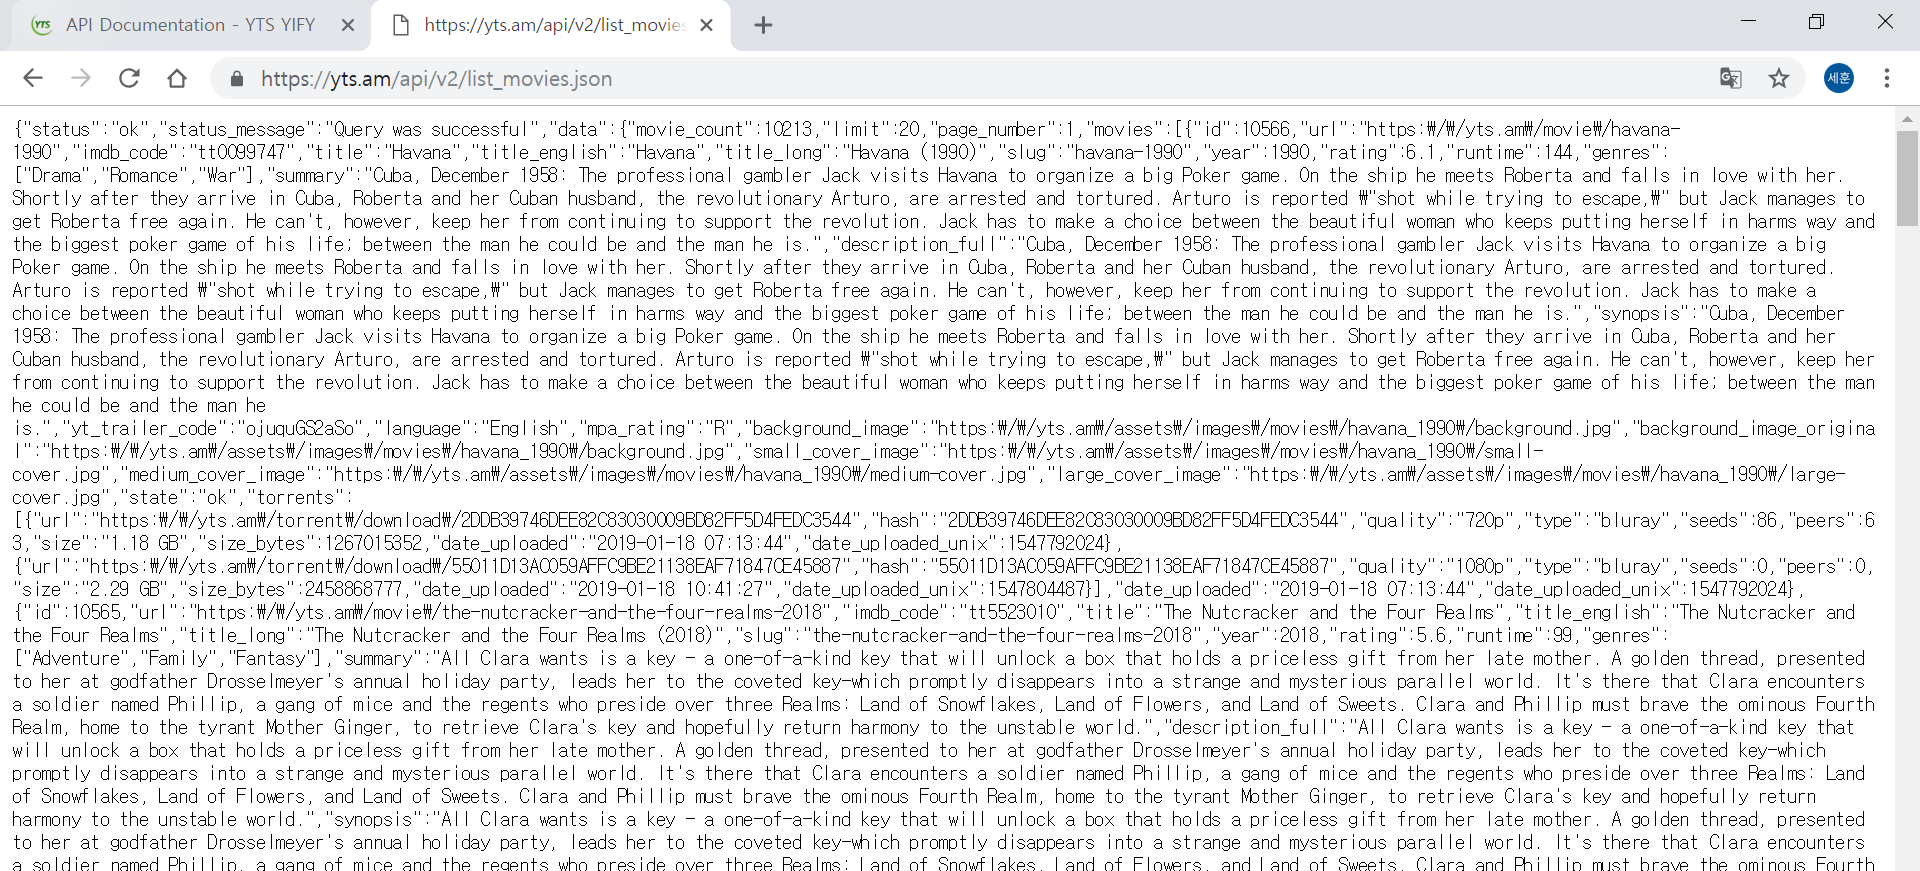 API Documentation - YTS YIFY
https://yts.am/api/v2/list_movies
https://yts.am/api/v2/list_movies.json
세훈
{"status":"ok","status_message":"Query was successful","data":{"movie_count":10213,"limit":20,"page_number":1,"movies":[{"id":10566,"url":"https:₩/₩/yts.am₩/movie₩/havana-
1990","imdb_code":"tt0099747","title":"Havana","title_english":"Havana","title_long":"Havana (1990)","slug":"havana-1990","year":1990,"rating":6.1,"runtime":144,"genres":
["Drama","Romance","War"],"summary":"Cuba, December 1958: The professional gambler Jack visits Havana to organize a big Poker game. On the ship he meets Roberta and falls in love with her.
Shortly after they arrive in Cuba, Roberta and her Cuban husband, the revolutionary Arturo, are arrested and tortured. Arturo is reported ₩"shot while trying to escape,₩" but Jack manages to
get Roberta free again. He can't, however, keep her from continuing to support the revolution. Jack has to make a choice between the beautiful woman who keeps putting herself in harms way and
the biggest poker game of his life; between the man he could be and the man he is.","description_full":"Cuba, December 1958: The professional gambler Jack visits Havana to organize a big
Poker game. On the ship he meets Roberta and falls in love with her. Shortly after they arrive in Cuba, Roberta and her Cuban husband, the revolutionary Arturo, are arrested and tortured.
Arturo is reported ₩"shot while trying to escape,₩" but Jack manages to get Roberta free again. He can't, however, keep her from continuing to support the revolution. Jack has to make a
choice between the beautiful woman who keeps putting herself in harms way and the biggest poker game of his life; between the man he could be and the man he is.","synopsis":"Cuba, December
1958: The professional gambler Jack visits Havana to organize a big Poker game. On the ship he meets Roberta and falls in love with her. Shortly after they arrive in Cuba, Roberta and her
Cuban husband, the revolutionary Arturo, are arrested and tortured. Arturo is reported ₩"shot while trying to escape,₩" but Jack manages to get Roberta free again. He can't, however, keep her
from continuing to support the revolution. Jack has to make a choice between the beautiful woman who keeps putting herself in harms way and the biggest poker game of his life; between the man
he could be and the man he
is.","yt_trailer_code":"ojuquGS2aSo","language":"English","mpa_rating":"R","background_image":"https:₩/₩/yts.am₩/assets₩/images₩/movies₩/havana_1990₩/background.jpg","background_image_origina
l":"https:₩/₩/yts.am₩/assets₩/images₩/movies₩/havana_1990₩/background.jpg","small_cover_image":"https:₩/₩/yts.am₩/assets₩/images₩/movies₩/havana_1990₩/small-
cover.jpg","medium_cover_image":"https:₩/₩/yts.am₩/assets₩/images₩/movies₩/havana_1990₩/medium-cover.jpg","large_cover_image":"https:₩/₩/yts.am₩/assets₩/images₩/movies₩/havana_1990₩/large-
cover.jpg","state":"ok","torrents":
[{"url":"https:₩/₩/yts.am₩/torrent₩/download₩/2DDB39746DEE82C83030009BD82FF5D4FEDC3544","hash":"2DDB39746DEE82C83030009BD82FF5D4FEDC3544","quality":"720p","type":"bluray","seeds":86,"peers":6
3,"size":"1.18 GB","size_bytes":1267015352,"date_uploaded":"2019-01-18 07:13:44","date_uploaded_unix":1547792024},
{"url":"https:₩/₩/yts.am₩/torrent₩/download₩/55011D13AC059AFFC9BE21138EAF71847CE45887","hash":"55011D13AC059AFFC9BE21138EAF71847CE45887","quality":"1080p","type":"bluray","seeds":0,"peers":0,
"size":"2.29 GB","size_bytes":2458868777,"date_uploaded":"2019-01-18 10:41:27","date_uploaded_unix":1547804487}],"date_uploaded":"2019-01-18 07:13:44","date_uploaded_unix":1547792024},
{"id":10565,"url":"https:₩/₩/yts.am₩/movie₩/the-nutcracker-and-the-four-realms-2018","imdb_code":"tt5523010","title":"The Nutcracker and the Four Realms","title_english":"The Nutcracker and
the Four Realms","title_long":"The Nutcracker and the Four Realms (2018)","slug":"the-nutcracker-and-the-four-realms-2018","year":2018,"rating":5.6,"runtime":99,"genres":
["Adventure","Family","Fantasy"],"summary":"All Clara wants is a key - a one-of-a-kind key that will unlock a box that holds a priceless gift from her late mother. A golden thread, presented
to her at godfather Drosselmeyer's annual holiday party, leads her to the coveted key-which promptly disappears into a strange and mysterious parallel world. It's there that Clara encounters
a soldier named Phillip, a gang of mice and the regents who preside over three Realms: Land of Snowflakes, Land of Flowers, and Land of Sweets. Clara and Phillip must brave the ominous Fourth
Realm, home to the tyrant Mother Ginger, to retrieve Clara's key and hopefully return harmony to the unstable world.","description_full":"All Clara wants is a key - a one-of-a-kind key that
will unlock a box that holds a priceless gift from her late mother. A golden thread, presented to her at godfather Drosselmeyer's annual holiday party, leads her to the coveted key-which
promptly disappears into a strange and mysterious parallel world. It's there that Clara encounters a soldier named Phillip, a gang of mice and the regents who preside over three Realms: Land
of Snowflakes, Land of Flowers, and Land of Sweets. Clara and Phillip must brave the ominous Fourth Realm, home to the tyrant Mother Ginger, to retrieve Clara's key and hopefully return
harmony to the unstable world.","synopsis":"All Clara wants is a key - a one-of-a-kind key that will unlock a box that holds a priceless gift from her late mother. A golden thread, presented
to her at godfather Drosselmeyer's annual holiday party, leads her to the coveted key-which promptly disappears into a strange and mysterious parallel world. It's there that Clara encounters
a soldier named Phillip, a gang of mice and the regents who preside over three Realms: Land of Snowflakes, Land of Flowers, and Land of Sweets. Clara and Phillip must brave the ominous Fourth